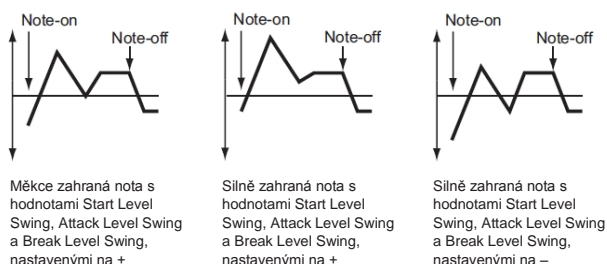 Note-on
Note-off
Note-on
Note-off
Note-on
Note-off
Měkce zahraná nota s
hodnotami Start Level
Swing, Attack Level Swing
a Break Level Swing,
nastavenými na +
Silně zahraná nota s
hodnotami Start Level
Swing, Attack Level Swing
a Break Level Swing,
nastavenými na +
Silně zahraná nota s
hodnotami Start Level
Swing, Attack Level Swing
a Break Level Swing,
nastavenými na –